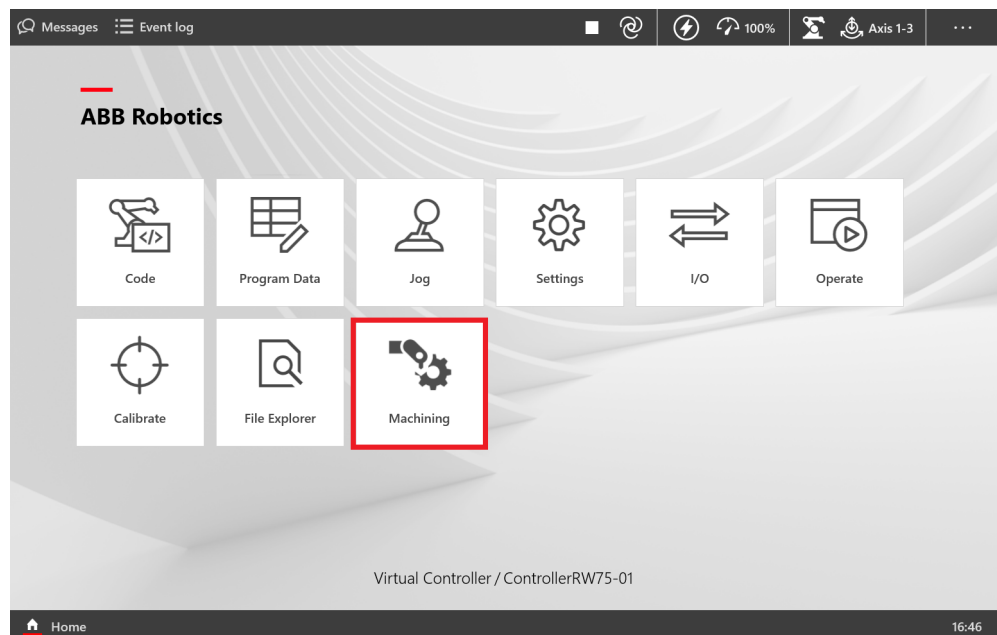 Messages Event log 100% Axis 1-3 ...
ABB Robotics
</>
Code Program Data Jog Settings I/O Operate
Calibrate File Explorer Machining
Virtual Controller / ControllerRW75-01
Home 16:46